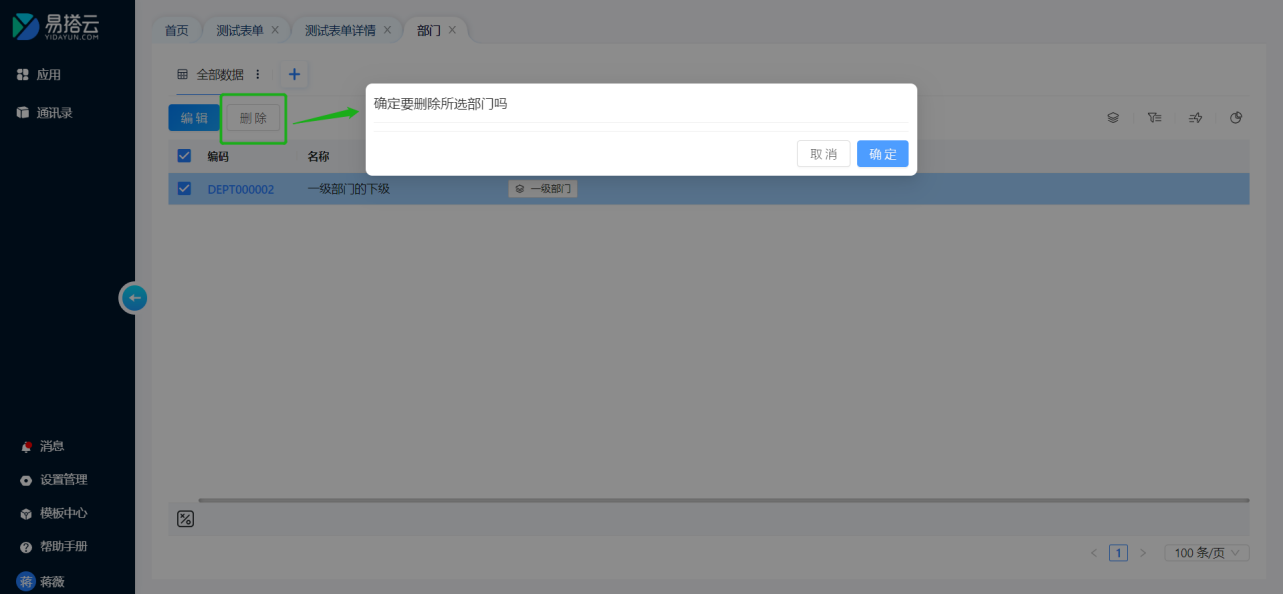 易搭云
YIDAYUN.COM
应用
通讯录
消息
设置管理
模板中心
帮助手册
蒋 蒋薇
首页 测试表单 测试表单详情 部门
全部数据
编 辑 删 除
确定要删除所选部门吗
取 消 确 定
编码 名称
DEPT000002 一级部门的下级 一级部门
1 100 条/页